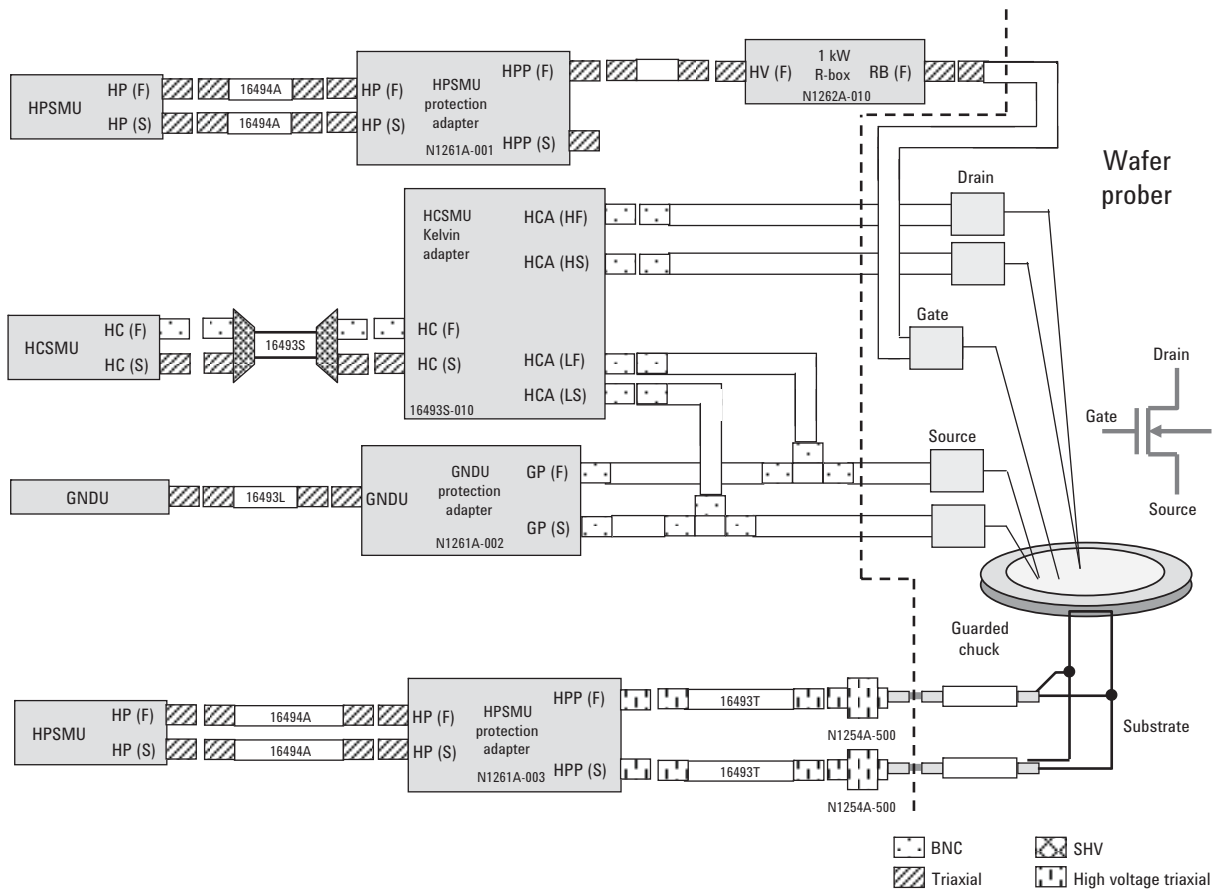 HPSMU
HP (F)
HP (S)
16494A
16494A
HP (F)
HP (S)
HPSMU
protection
adapter
N1261A-001
HPP (F)
HPP (S)
HV (F)
1 kW
R-box
N1262A-010
RB (F)
Wafer
prober
HCSMU
HC (F)
HC (S)
16493S
HC (F)
HC (S)
HCSMU
Kelvin
adapter
16493S-010
HCA (HF)
HCA (HS)
HCA (LF)
HCA (LS)
Drain
Gate
Source
Drain
Gate
Source
GNDU
16493L
GNDU
GNDU
protection
adapter
N1261A-002
GP (F)
GP (S)
Guarded
chuck
Substrate
HPSMU
HP (F)
HP (S)
16494A
16494A
HP (F)
HP (S)
HPSMU
protection
adapter
N1261A-003
HPP (F)
HPP (S)
16493T
16493T
N1254A-500
N1254A-500
BNC
SHV
Triaxial
High voltage triaxial